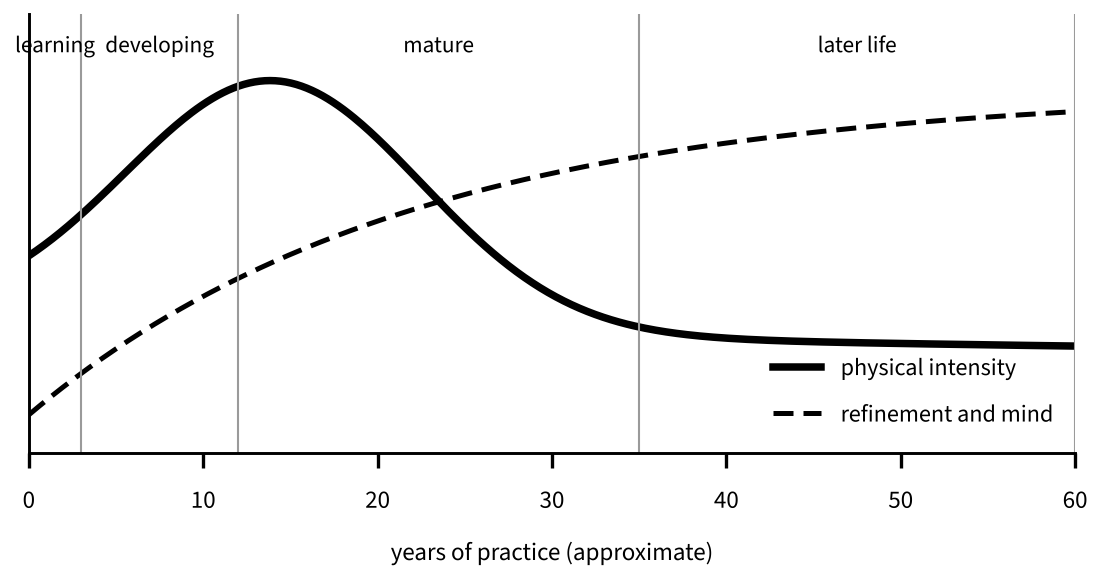 learning developing mature later life
physical intensity
refinement and mind
0 10 20 30 40 50 60
years of practice (approximate)